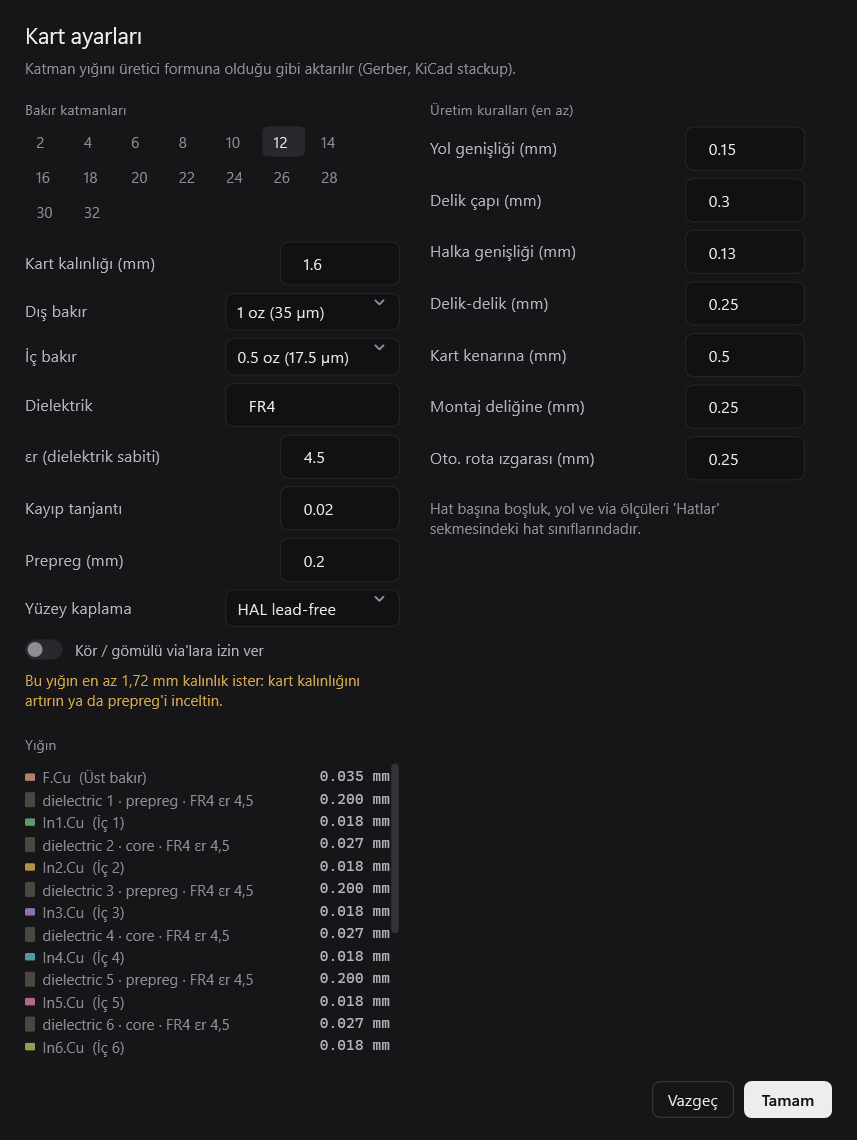 Kart ayarları
Katman yığını üretici formuna olduğu gibi aktarılır (Gerber, KiCad stackup).
Bakır katmanları
2 4 6 8 10 12 14
16 18 20 22 24 26 28
30 32
Kart kalınlığı (mm) 1.6
Dış bakır 1 oz (35 µm)
İç bakır 0.5 oz (17.5 µm)
Dielektrik FR4
εr (dielektrik sabiti) 4.5
Kayıp tanjantı 0.02
Prepreg (mm) 0.2
Yüzey kaplama HAL lead-free
Kör / gömülü via'lara izin ver
Bu yığın en az 1,72 mm kalınlık ister: kart kalınlığını
artırın ya da prepreg'i inceltin.
Yığın
F.Cu (Üst bakır) 0.035 mm
dielectric 1 · prepreg · FR4 εr 4,5 0.200 mm
In1.Cu (İç 1) 0.018 mm
dielectric 2 · core · FR4 εr 4,5 0.027 mm
In2.Cu (İç 2) 0.018 mm
dielectric 3 · prepreg · FR4 εr 4,5 0.200 mm
In3.Cu (İç 3) 0.018 mm
dielectric 4 · core · FR4 εr 4,5 0.027 mm
In4.Cu (İç 4) 0.018 mm
dielectric 5 · prepreg · FR4 εr 4,5 0.200 mm
In5.Cu (İç 5) 0.018 mm
dielectric 6 · core · FR4 εr 4,5 0.027 mm
In6.Cu (İç 6) 0.018 mm
Üretim kuralları (en az)
Yol genişliği (mm) 0.15
Delik çapı (mm) 0.3
Halka genişliği (mm) 0.13
Delik-delik (mm) 0.25
Kart kenarına (mm) 0.5
Montaj deliğine (mm) 0.25
Oto. rota ızgarası (mm) 0.25
Hat başına boşluk, yol ve via ölçüleri 'Hatlar'
sekmesindeki hat sınıflarındadır.
Vazgeç Tamam